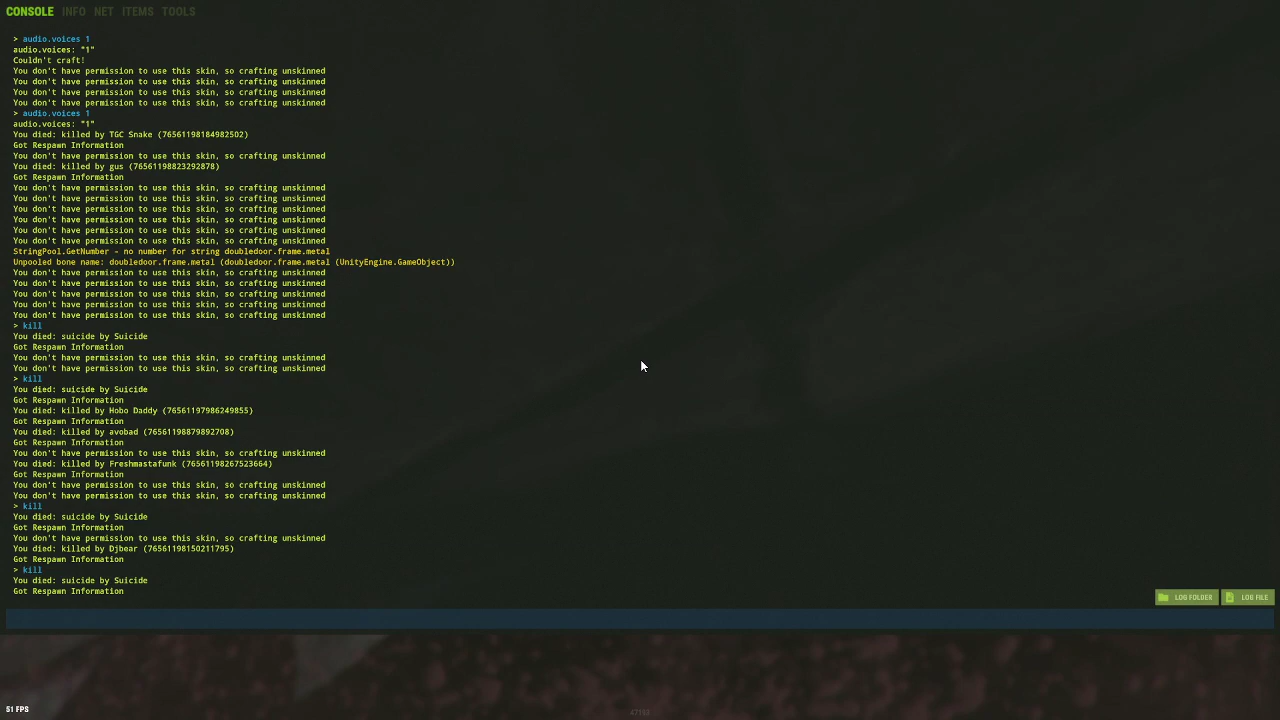 CONSOLE INFO NET ITEMS TOOLS
> audio.voices 1
audio.voices: "1"
Couldn't craft!
You don't have permission to use this skin, so crafting unskinned
You don't have permission to use this skin, so crafting unskinned
You don't have permission to use this skin, so crafting unskinned
You don't have permission to use this skin, so crafting unskinned
> audio.voices 1
audio.voices: "1"
You died: killed by TGC Snake (76561198184982502)
Got Respawn Information
You don't have permission to use this skin, so crafting unskinned
You died: killed by gus (76561198823292878)
Got Respawn Information
You don't have permission to use this skin, so crafting unskinned
You don't have permission to use this skin, so crafting unskinned
You don't have permission to use this skin, so crafting unskinned
You don't have permission to use this skin, so crafting unskinned
You don't have permission to use this skin, so crafting unskinned
You don't have permission to use this skin, so crafting unskinned
StringPool.GetNumber - no number for string doubledoor.frame.metal
Unpooled bone name: doubledoor.frame.metal (doubledoor.frame.metal (UnityEngine.GameObject))
You don't have permission to use this skin, so crafting unskinned
You don't have permission to use this skin, so crafting unskinned
You don't have permission to use this skin, so crafting unskinned
You don't have permission to use this skin, so crafting unskinned
You don't have permission to use this skin, so crafting unskinned
> kill
You died: suicide by Suicide
Got Respawn Information
You don't have permission to use this skin, so crafting unskinned
You don't have permission to use this skin, so crafting unskinned
> kill
You died: suicide by Suicide
Got Respawn Information
You died: killed by Hobo Daddy (76561197986249855)
Got Respawn Information
You died: killed by avobad (76561198879892708)
Got Respawn Information
You don't have permission to use this skin, so crafting unskinned
You died: killed by Freshmastafunk (76561198267523664)
Got Respawn Information
You don't have permission to use this skin, so crafting unskinned
You don't have permission to use this skin, so crafting unskinned
> kill
You died: suicide by Suicide
Got Respawn Information
You don't have permission to use this skin, so crafting unskinned
You died: killed by Djbear (76561198150211795)
Got Respawn Information
> kill
You died: suicide by Suicide
Got Respawn Information
LOG FOLDER LOG FILE
51 FPS